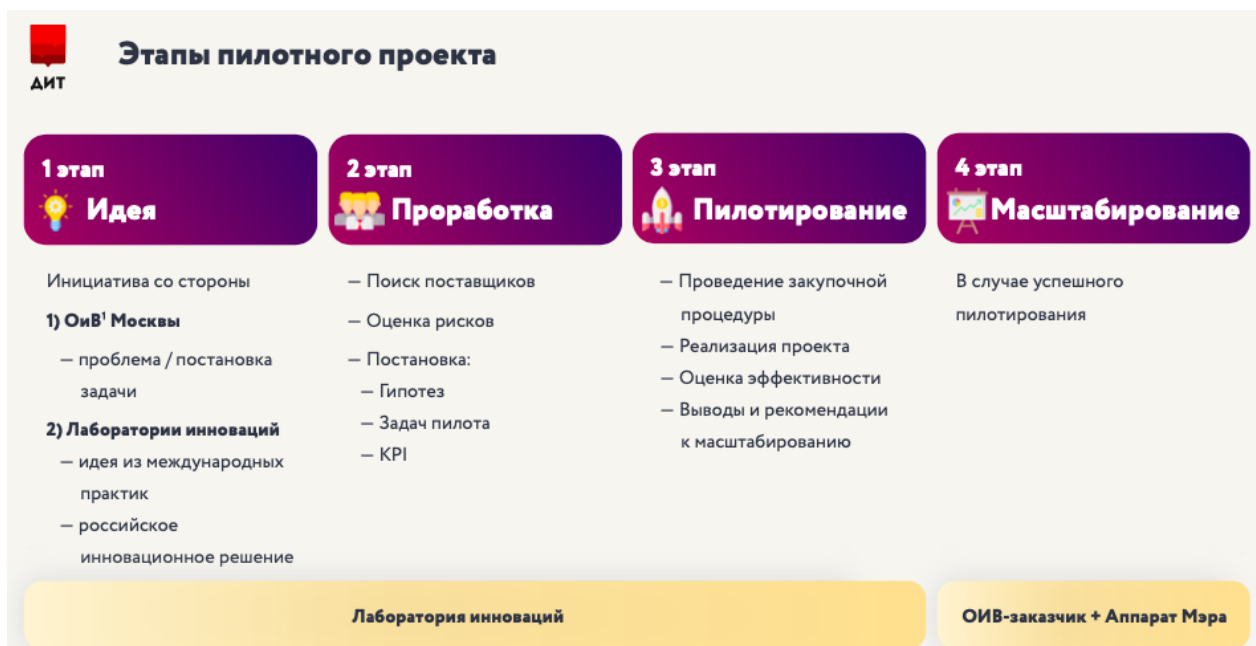 ДИТ
Этапы пилотного проекта
1 этап
Идея
Инициатива со стороны
1) ОиВ¹ Москвы
— проблема / постановка
задачи
2) Лаборатории инноваций
— идея из международных
практик
— российское
инновационное решение
2 этап
Проработка
— Поиск поставщиков
— Оценка рисков
— Постановка:
— Гипотез
— Задач пилота
— KPI
3 этап
Пилотирование
— Проведение закупочной
процедуры
— Реализация проекта
— Оценка эффективности
— Выводы и рекомендации
к масштабированию
4 этап
Масштабирование
В случае успешного
пилотирования
Лаборатория инноваций
ОИВ-заказчик + Аппарат Мэра